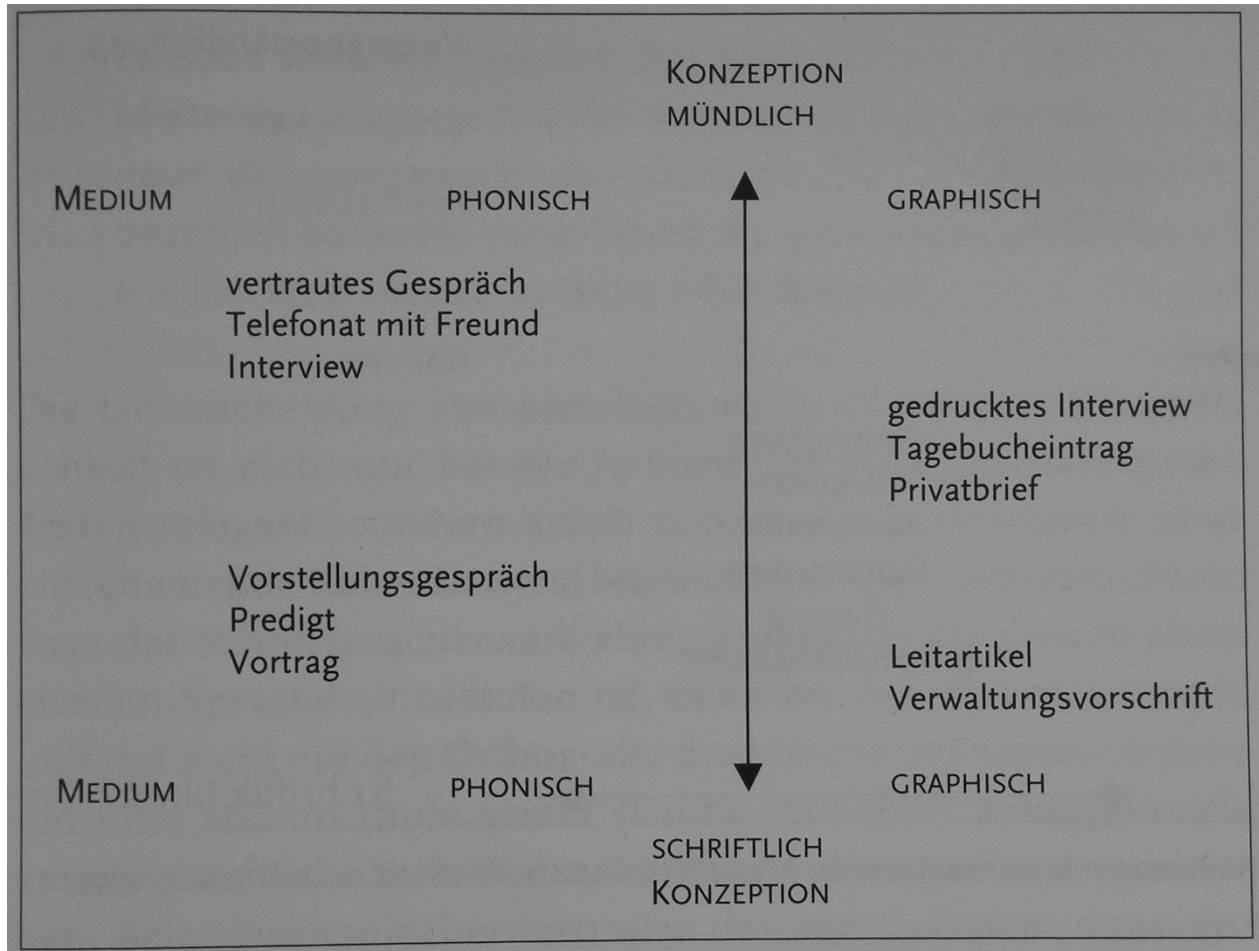 KONZEPTION
MÜNDLICH
MEDIUM PHONISCH GRAPHISCH
vertrautes Gespräch
Telefonat mit Freund
Interview
gedrucktes Interview
Tagebucheintrag
Privatbrief
Vorstellungsgespräch
Predigt
Vortrag
Leitartikel
Verwaltungsvorschrift
MEDIUM PHONISCH GRAPHISCH
SCHRIFTLICH
KONZEPTION